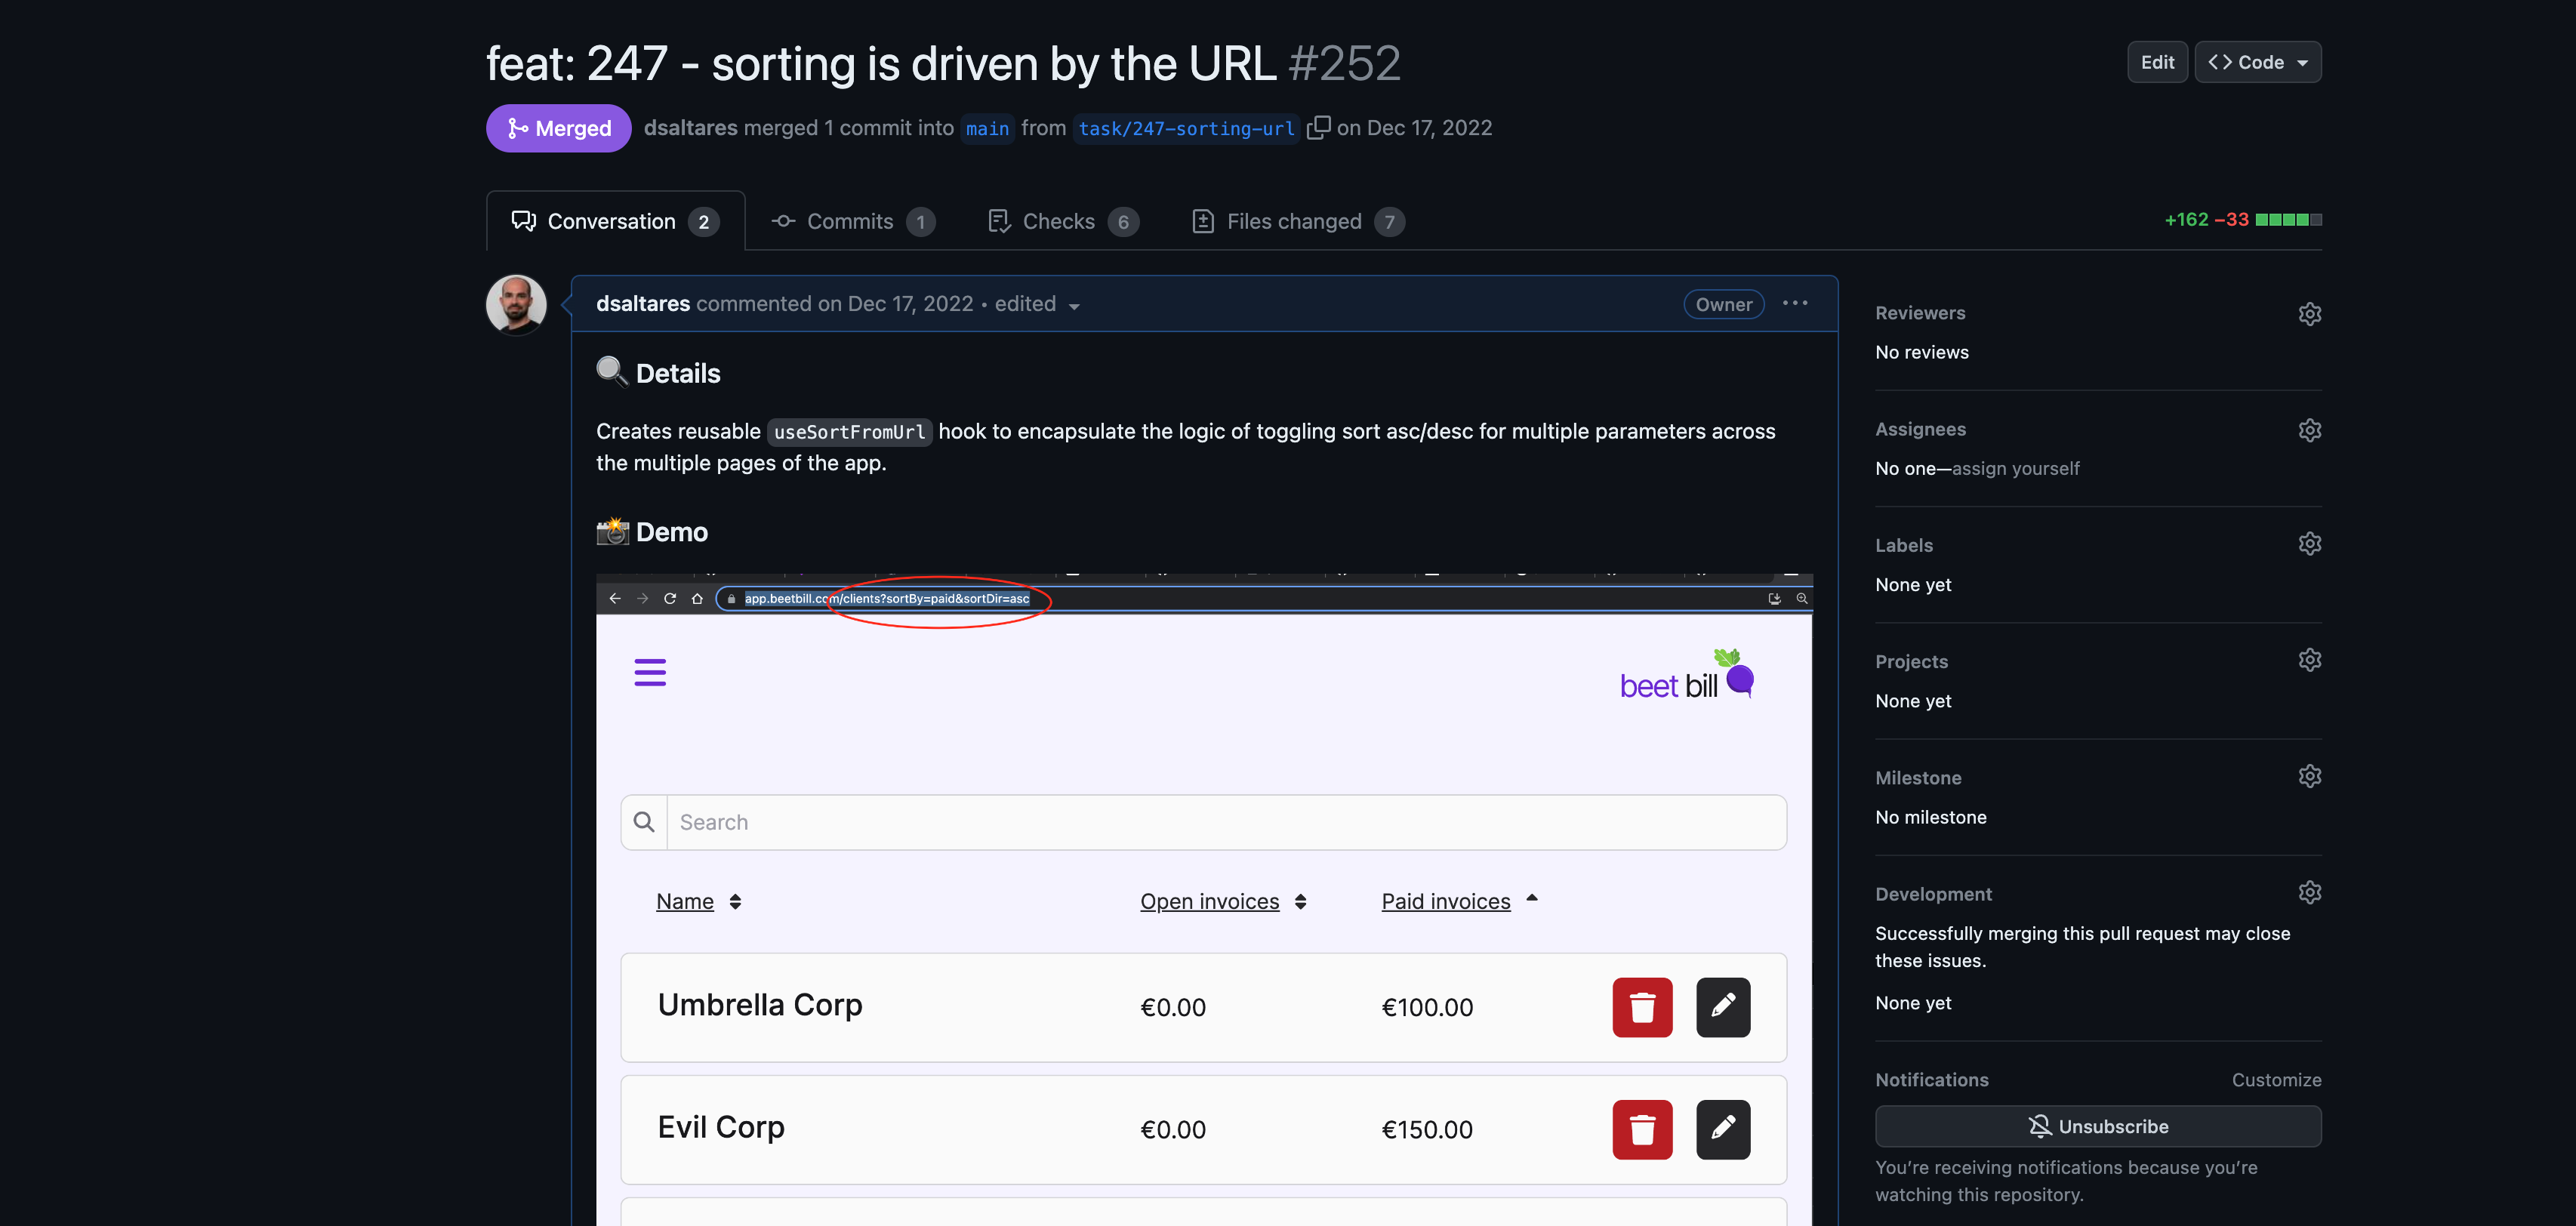 feat: 247 - sorting is driven by the URL #252
Edit
Code
Merged
dsaltares merged 1 commit into main from task/247-sorting-url on Dec 17, 2022
Conversation 2
Commits 1
Checks 6
Files changed 7
+162 −33
dsaltares commented on Dec 17, 2022 • edited
Owner
Details
Creates reusable useSortFromUrl hook to encapsulate the logic of toggling sort asc/desc for multiple parameters across
the multiple pages of the app.
Demo
app.beetbill.com/clients?sortBy=paid&sortDir=asc
beet bill
Search
Name
Open invoices
Paid invoices
Umbrella Corp
€0.00
€100.00
Evil Corp
€0.00
€150.00
Reviewers
No reviews
Assignees
No one—assign yourself
Labels
None yet
Projects
None yet
Milestone
No milestone
Development
Successfully merging this pull request may close
these issues.
None yet
Notifications
Customize
Unsubscribe
You’re receiving notifications because you’re
watching this repository.